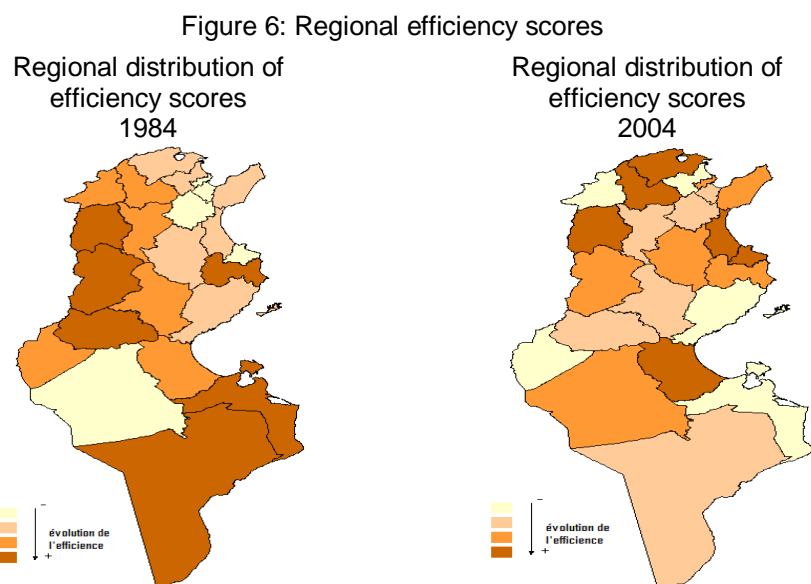 Figure 6: Regional efficiency scores
Regional distribution of
efficiency scores
1984
Regional distribution of
efficiency scores
2004
–
évolution de
l'efficience
+
–
évolution de
l'efficience
+